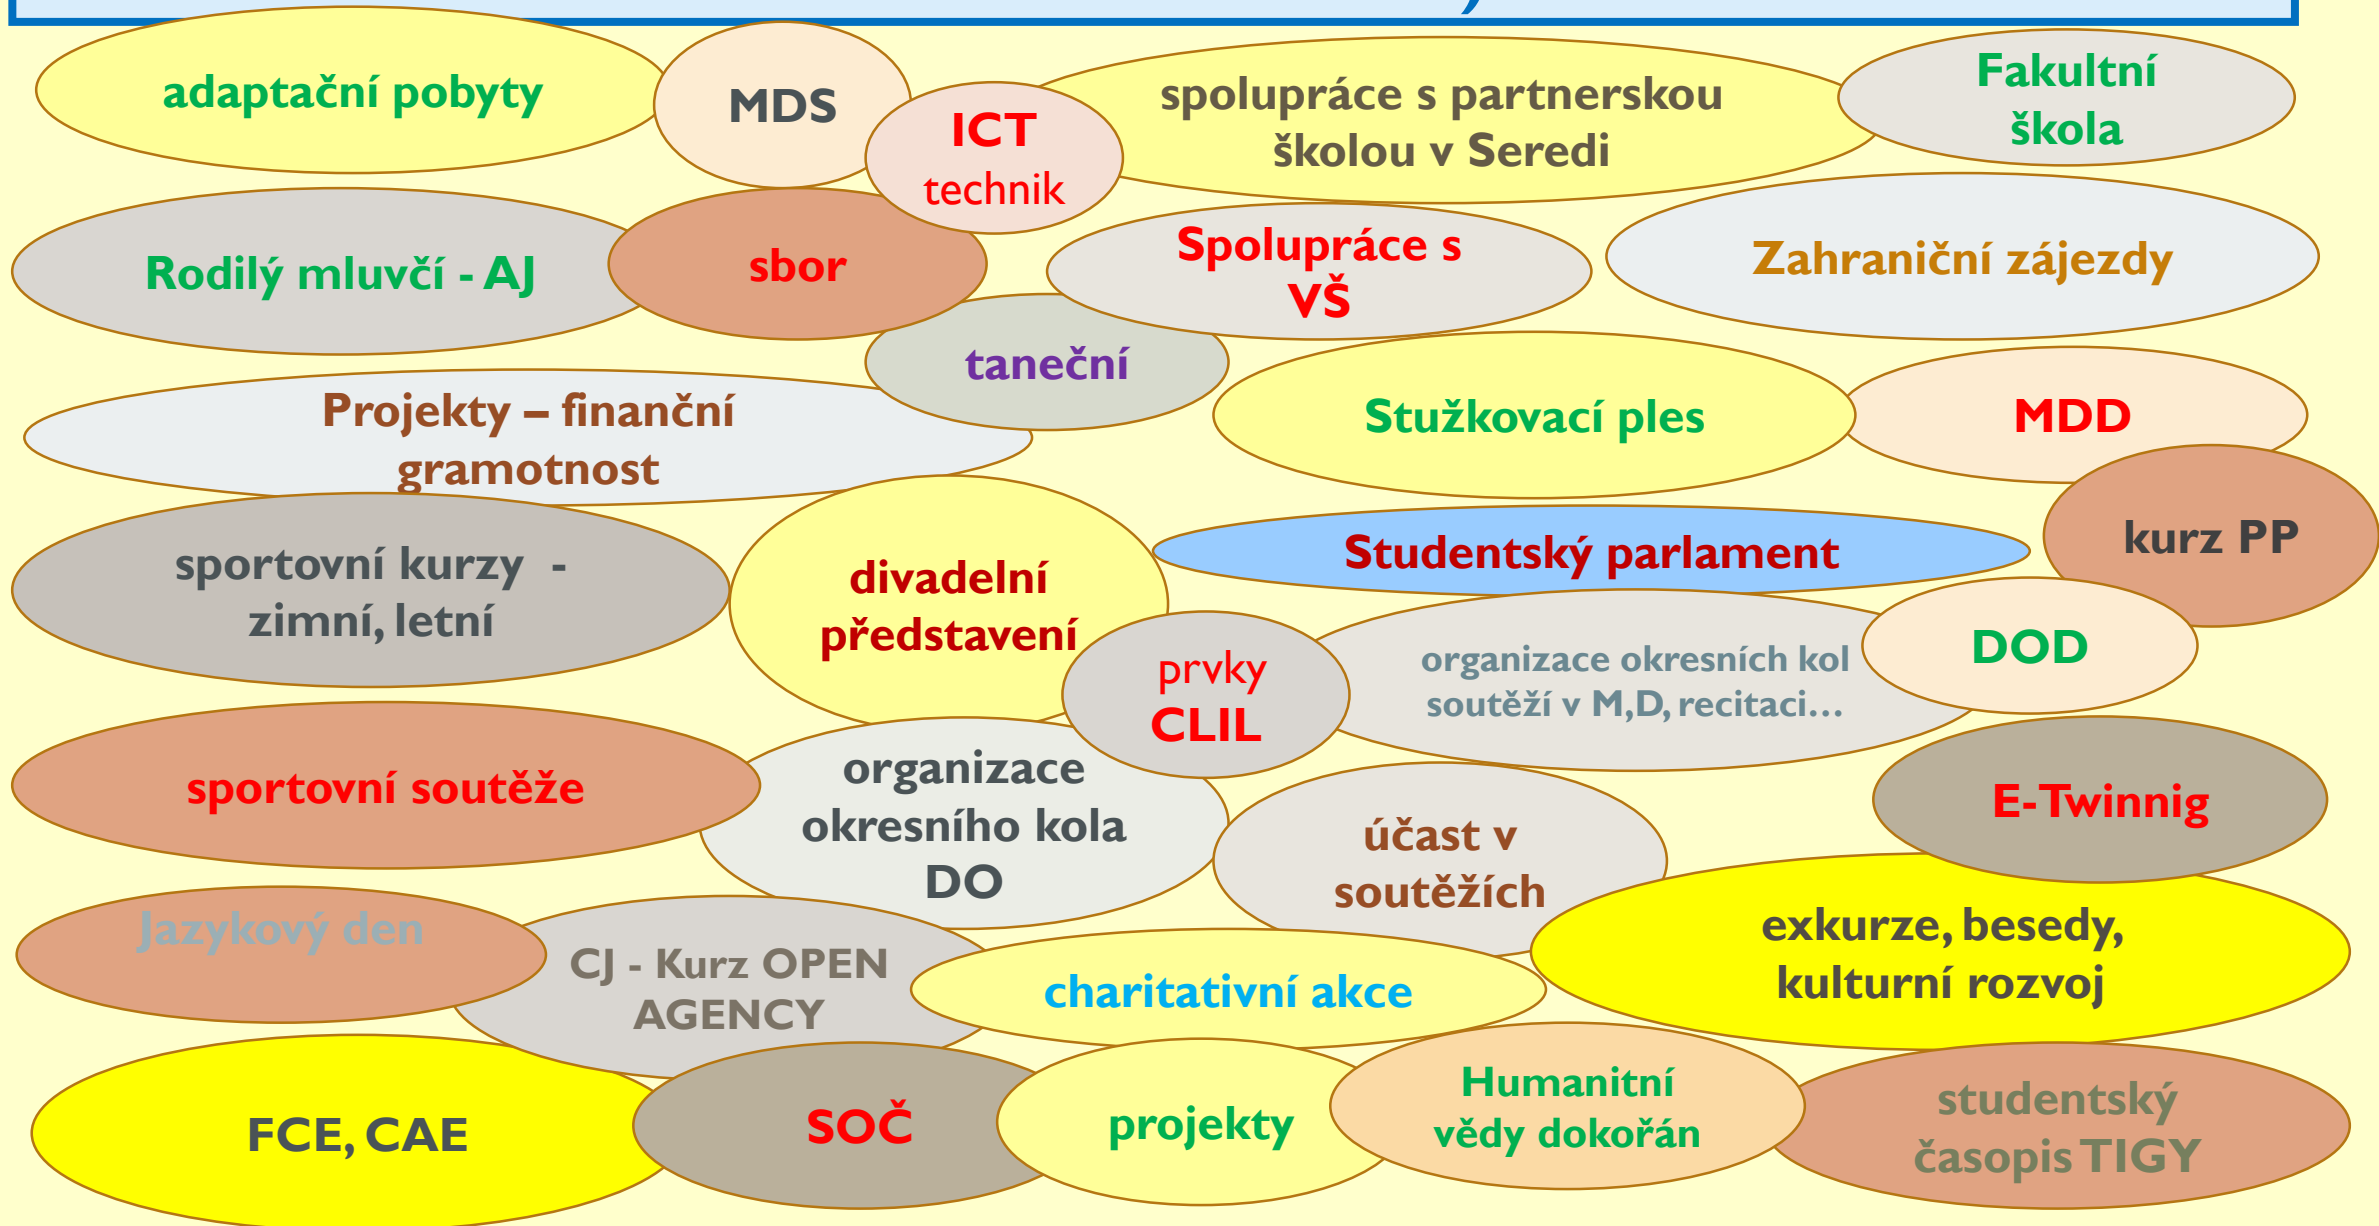 adaptační pobyty
MDS
ICT
technik
spolupráce s partnerskou
školou v Seredi
Fakultní
škola
Rodilý mluvčí - AJ
sbor
Spolupráce s
VŠ
Zahraniční zájezdy
taneční
Projekty – finanční
gramotnost
Stužkovací ples
MDD
kurz PP
sportovní kurzy -
zimní, letní
divadelní
představení
Studentský parlament
prvky
CLIL
organizace okresních kol
soutěží v M,D, recitaci...
DOD
sportovní soutěže
organizace
okresního kola
DO
účast v
soutěžích
E-Twinnig
Jazykový den
CJ - Kurz OPEN
AGENCY
charitativní akce
exkurze, besedy,
kulturní rozvoj
FCE, CAE
SOČ
projekty
Humanitní
vědy dokořán
studentský
časopis TIGY